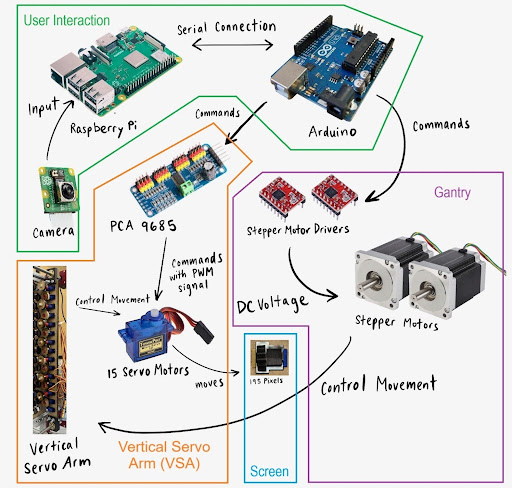 User Interaction
Serial Connection
Input
Raspberry Pi
Arduino
Commands
Commands
Camera
PCA 9685
Gantry
Stepper Motor Drivers
Commands
with PWM
signal
Control Movement
DC Voltage
Stepper Motors
15 Servo Motors
moves
195 Pixels
Control Movement
Vertical
Servo Arm
Vertical Servo
Arm (VSA)
Screen